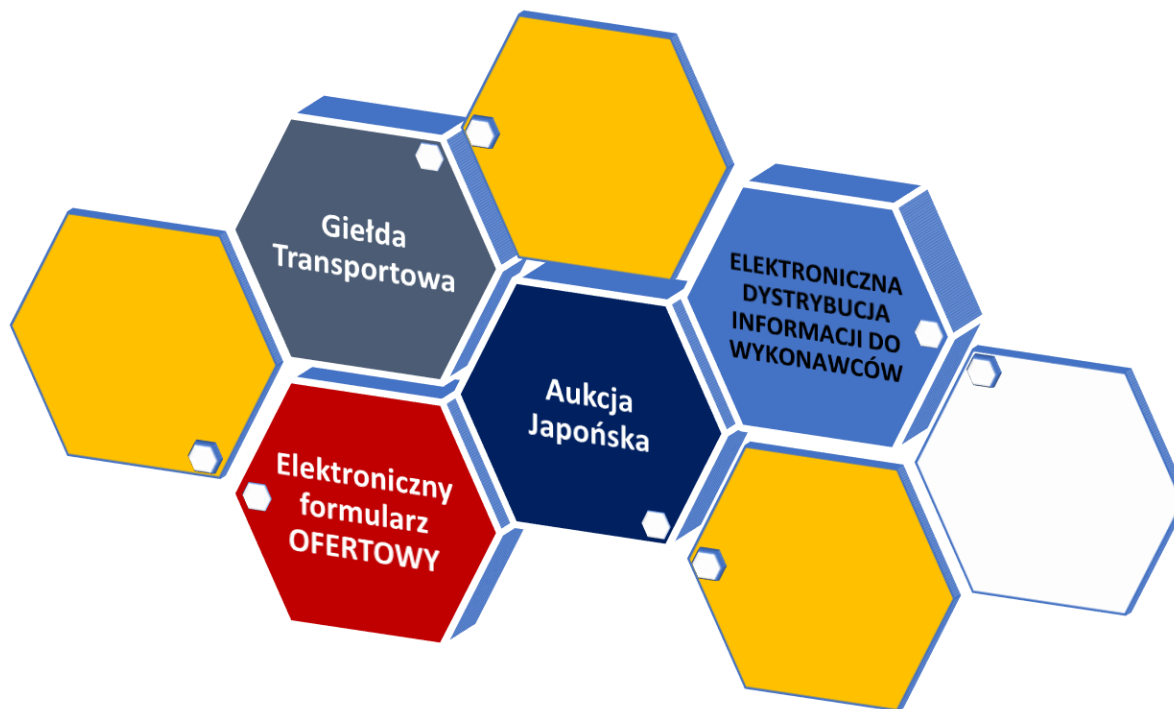 Giełda
Transportowa
ELEKTRONICZNA
DYSTRYBUCJA
INFORMACJI DO
WYKONAWCÓW
Aukcja
Japońska
Elektroniczny
formularz
OFERTOWY